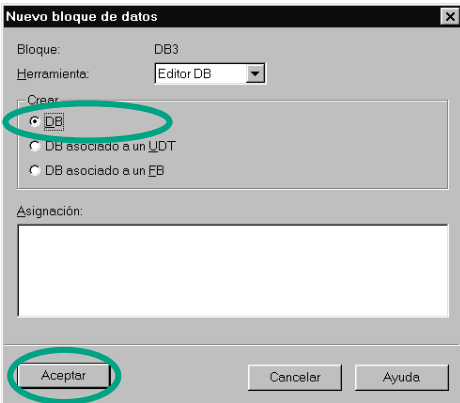 Nuevo bloque de datos
Bloque: DB3
Herramienta: Editor DB
Crear
DB
DB asociado a un UDT
DB asociado a un FB
Asignación:
Aceptar Cancelar Ayuda